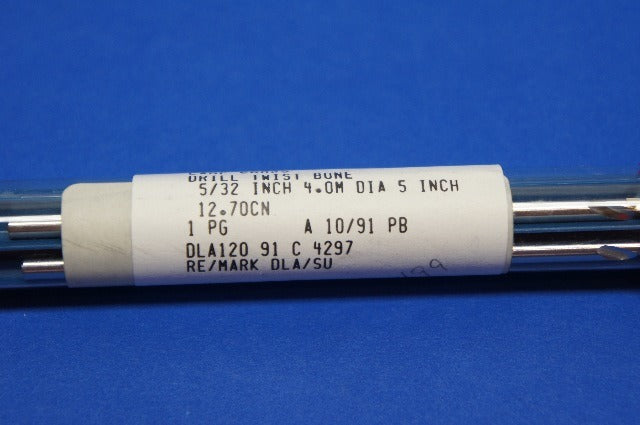 DRILL TWIST BONE
5/32 INCH 4.0M DIA 5 INCH
12.70CN
1 PG A 10/91 PB
DLA120 91 C 4297
RE/MARK DLA/SU